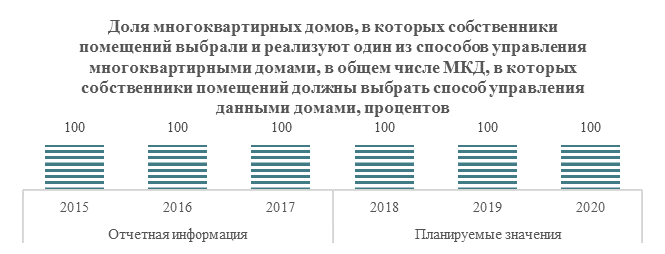 Доля многоквартирных домов, в которых собственники
помещений выбрали и реализуют один из способов управления
многоквартирными домами, в общем числе МКД, в которых
собственники помещений должны выбрать способ управления
данными домами, процентов
100 100 100 100 100 100
2015 2016 2017 2018 2019 2020
Отчетная информация Планируемые значения